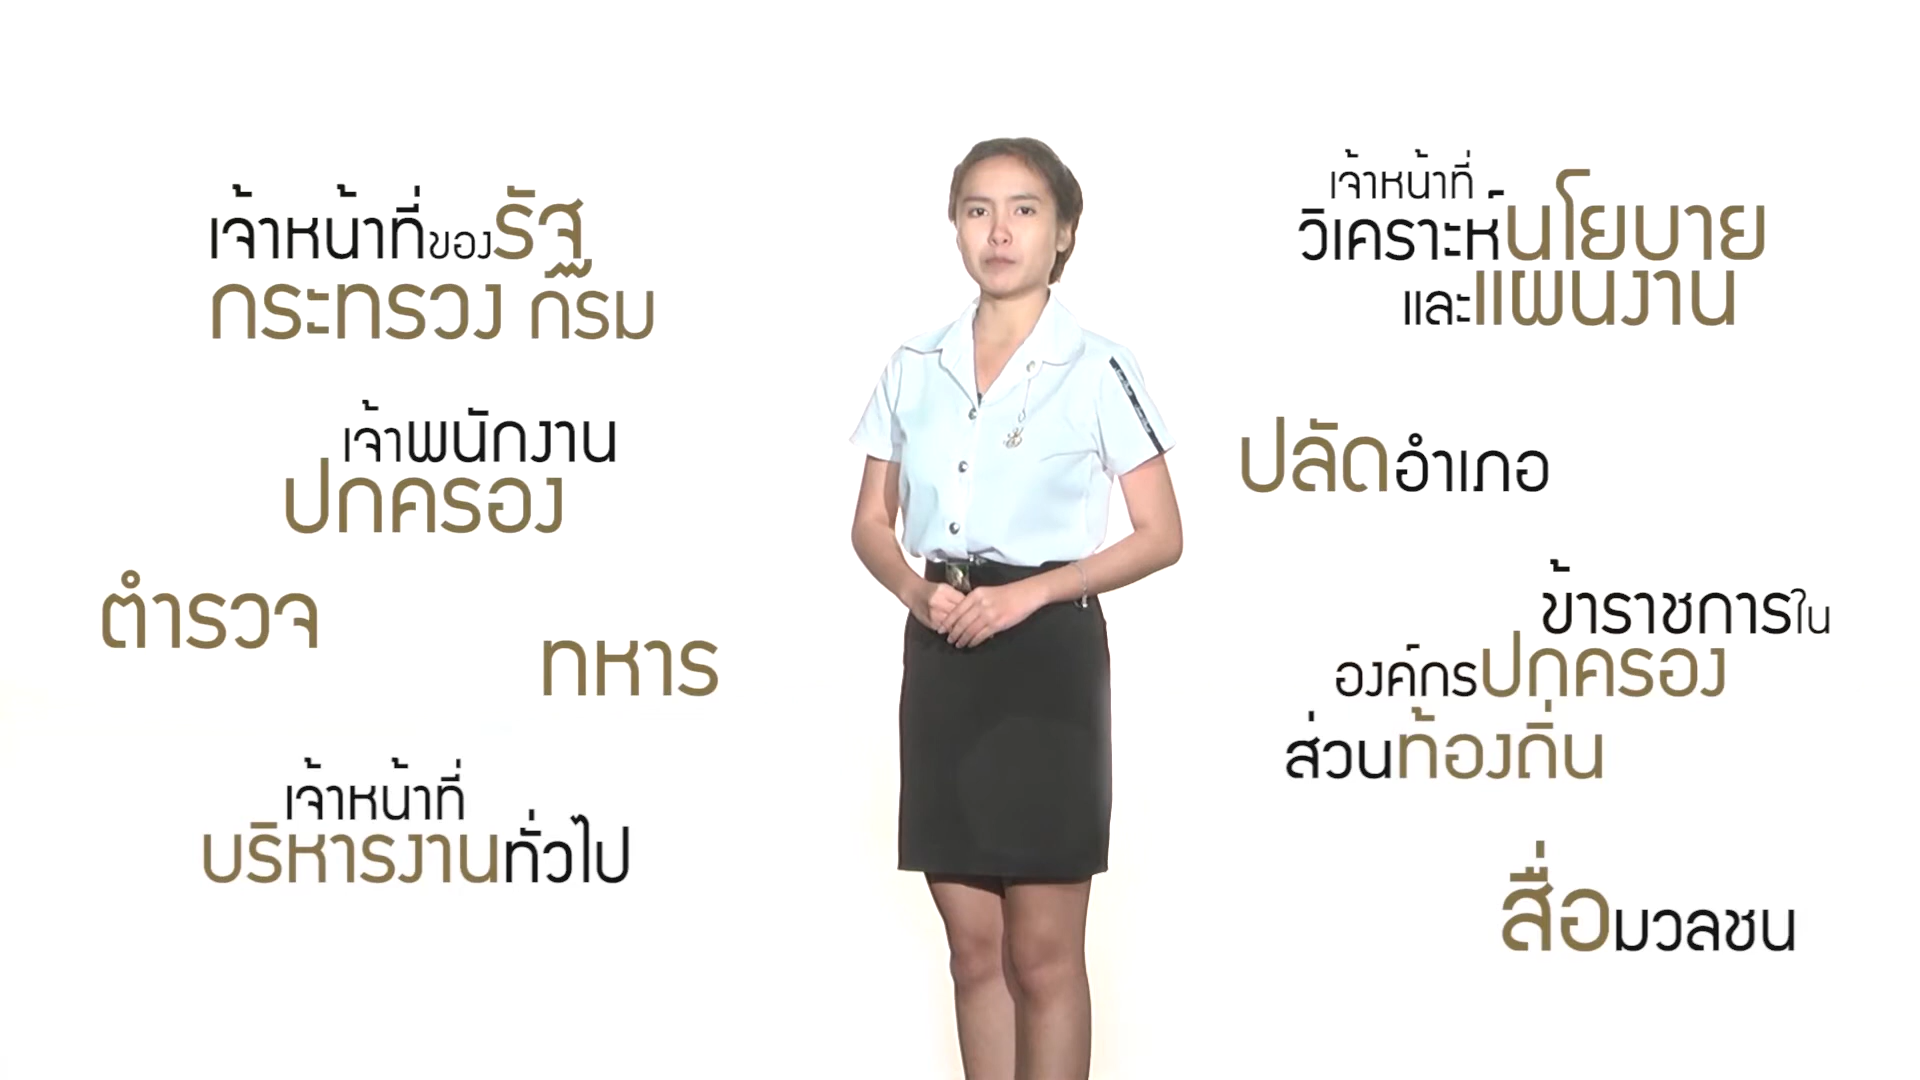 เจ้าหน้าที่ของรัฐ
กระทรวง กรม
เจ้าพนักงาน
ปกครอง
ตำรวจ
ทหาร
เจ้าหน้าที่
บริหารงานทั่วไป
เจ้าหน้าที่
วิเคราะห์นโยบาย
และแผนงาน
ปลัดอำเภอ
ข้าราชการใน
องค์กรปกครอง
ส่วนท้องถิ่น
สื่อมวลชน